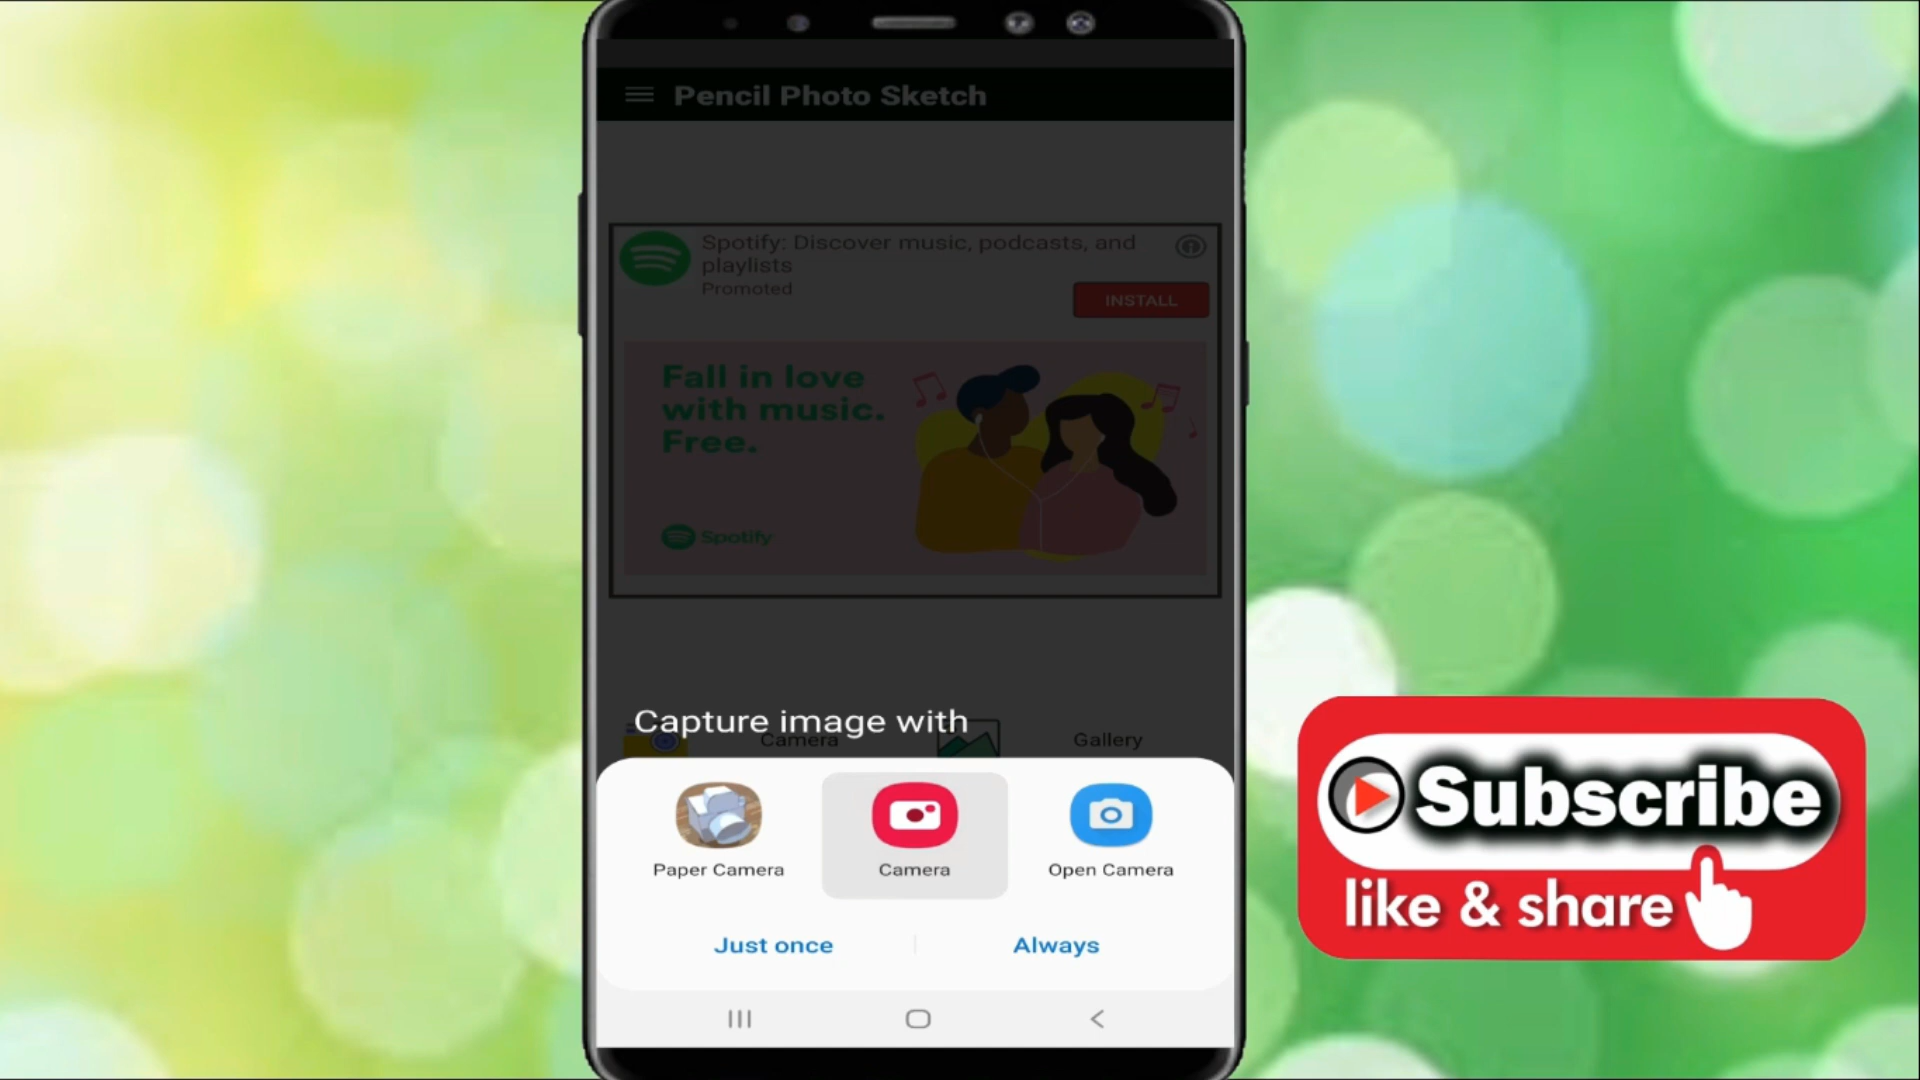 Pencil Photo Sketch
Spotify: Discover music, podcasts, and
playlists
Promoted
INSTALL
Fall in love
with music.
Free.
Spotify
Capture image with
Camera
Gallery
Paper Camera
Camera
Open Camera
Just once
Always
Subscribe
like & share